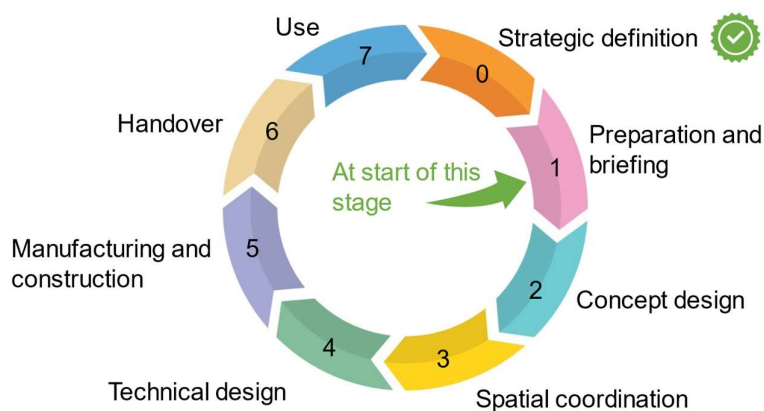 Use
7
Strategic definition
0
Handover
6
Preparation and
briefing
1
At start of this
stage
Manufacturing and
construction
5
2
Concept design
4
3
Technical design
Spatial coordination